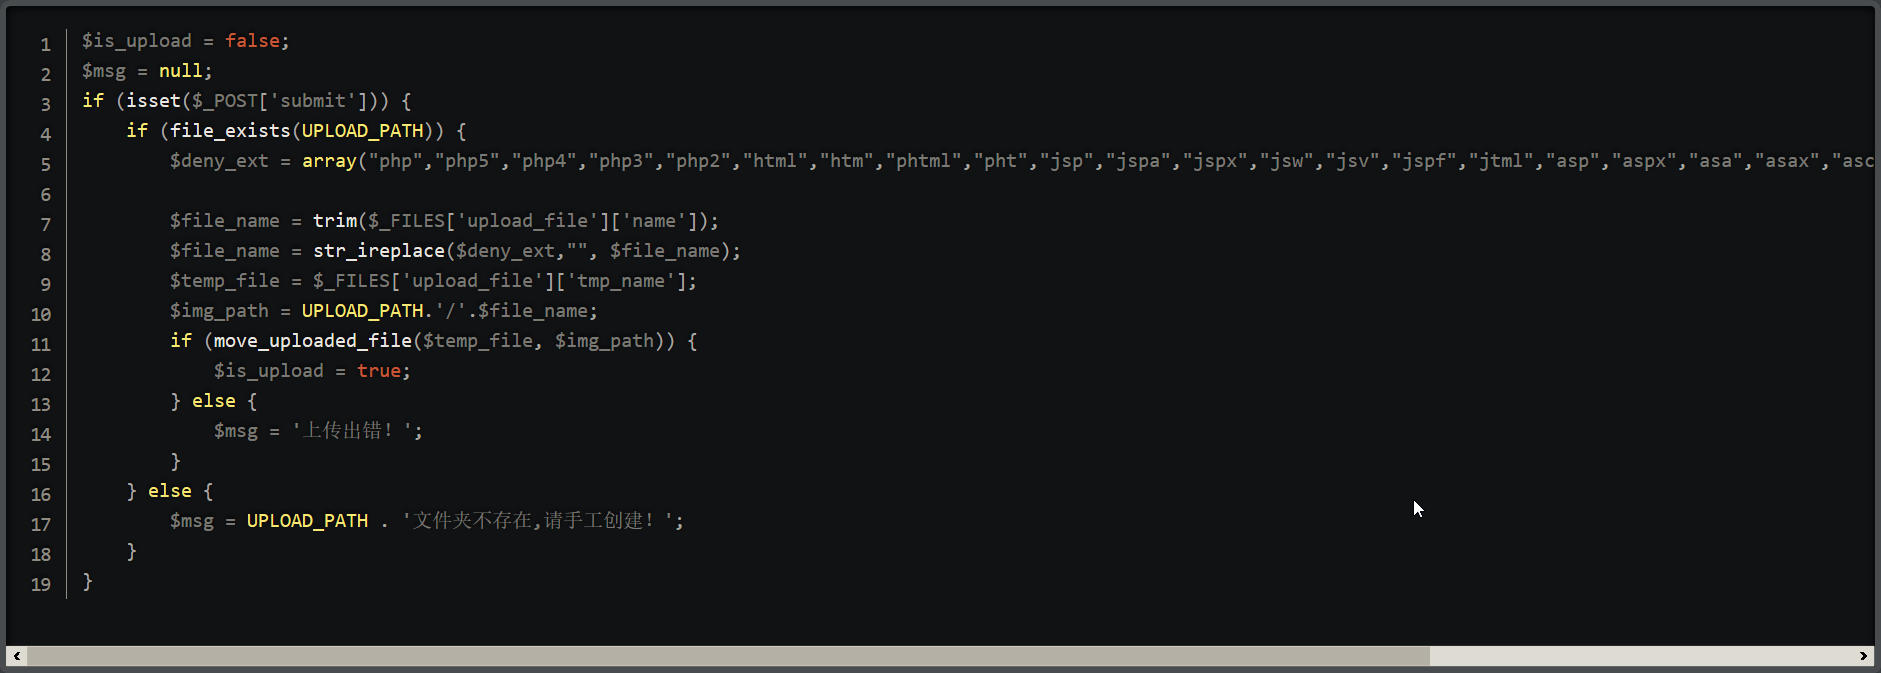 1 $is_upload = false;
2 $msg = null;
3 if (isset($_POST['submit'])) {
4     if (file_exists(UPLOAD_PATH)) {
5         $deny_ext = array("php","php5","php4","php3","php2","html","htm","phtml","pht","jsp","jspa","jspx","jsw","jsv","jspf","jtml","asp","aspx","asa","asax","asc
6
7         $file_name = trim($_FILES['upload_file']['name']);
8         $file_name = str_ireplace($deny_ext,"", $file_name);
9         $temp_file = $_FILES['upload_file']['tmp_name'];
10         $img_path = UPLOAD_PATH.'/'.$file_name;
11         if (move_uploaded_file($temp_file, $img_path)) {
12             $is_upload = true;
13         } else {
14             $msg = '上传出错！';
15         }
16     } else {
17         $msg = UPLOAD_PATH . '文件夹不存在,请手工创建！';
18     }
19 }